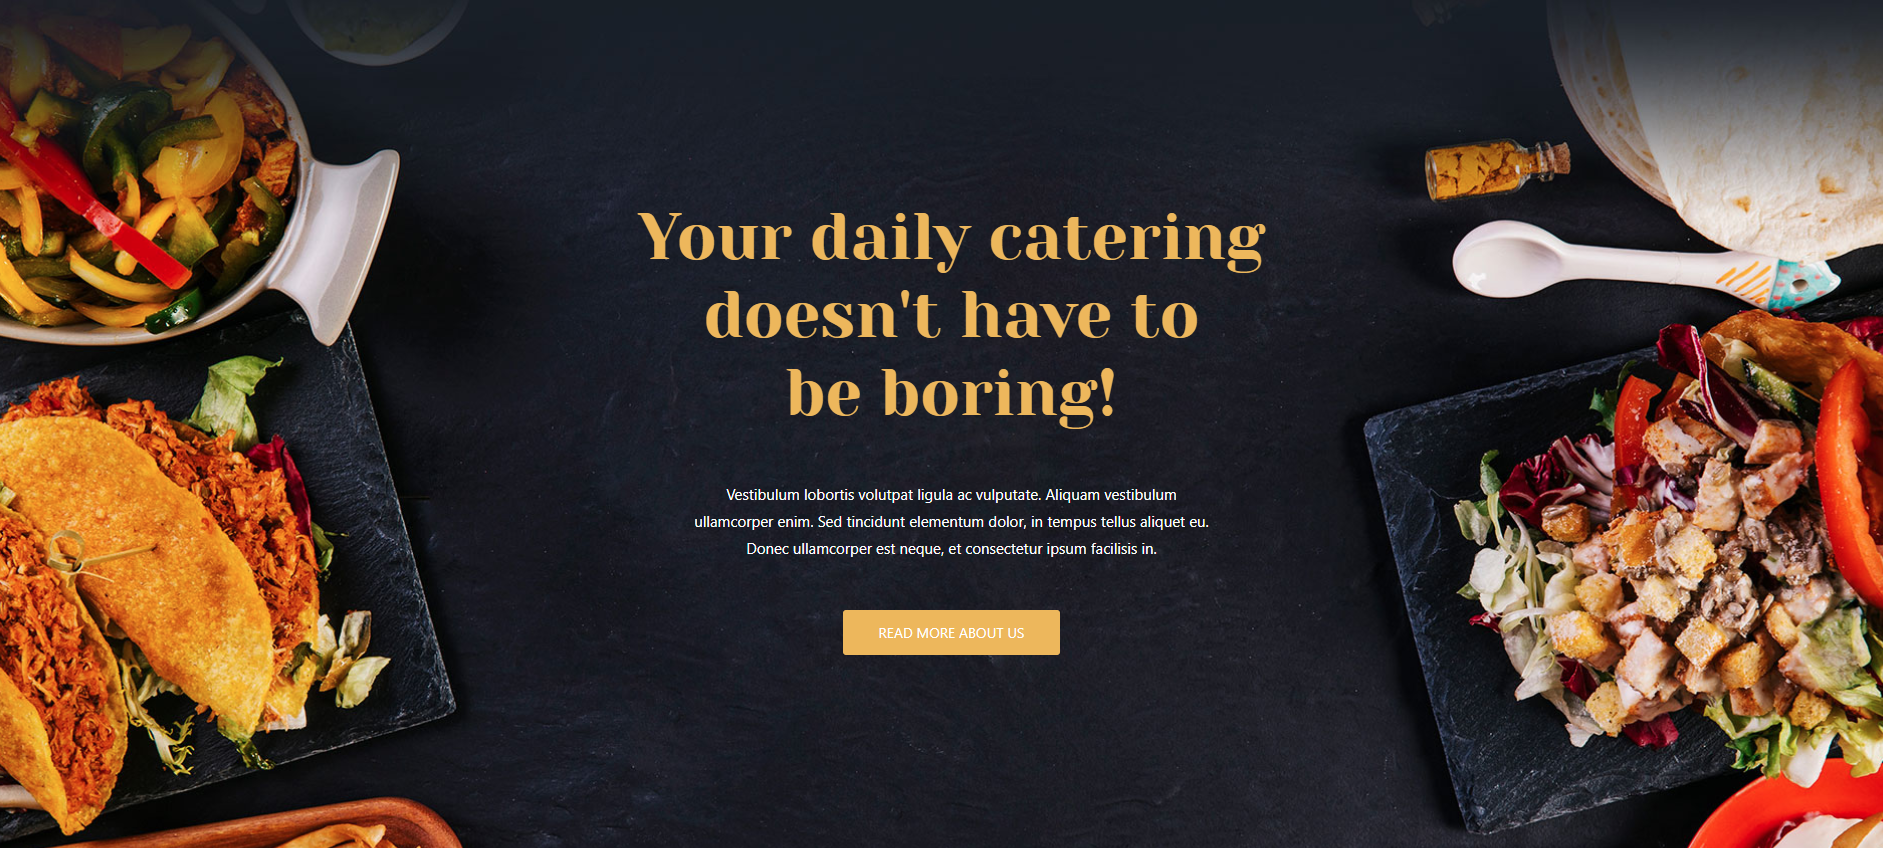 Your daily catering
doesn't have to
be boring!
Vestibulum lobortis volutpat ligula ac vulputate. Aliquam vestibulum
ullamcorper enim. Sed tincidunt elementum dolor, in tempus tellus aliquet eu.
Donec ullamcorper est neque, et consectetur ipsum facilisis in.
READ MORE ABOUT US